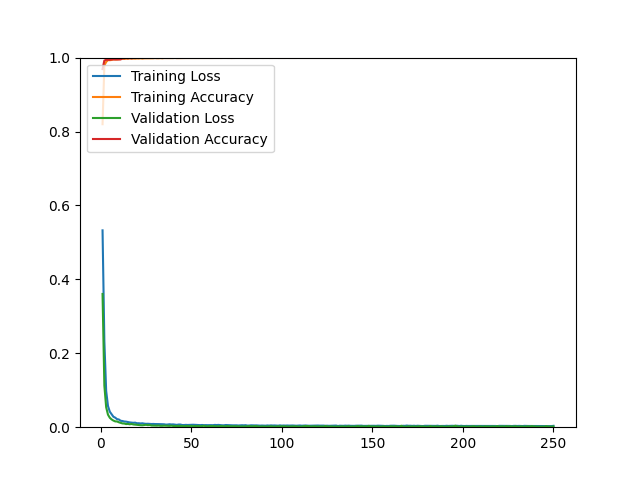 1.0
0.8
0.6
0.4
0.2
0.0
Training Loss
Training Accuracy
Validation Loss
Validation Accuracy
0 50 100 150 200 250